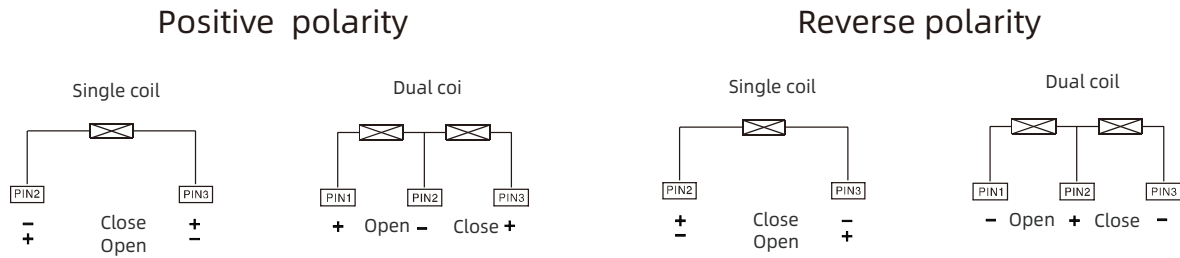 Positive polarity Reverse polarity
Single coil Dual coi Single coil Dual coil
PIN2 PIN3 PIN1 PIN2 PIN3 PIN2 PIN3 PIN1 PIN2 PIN3
− Close + + Open − Close + + Close − − Open + Close −
+ Open − − Open +